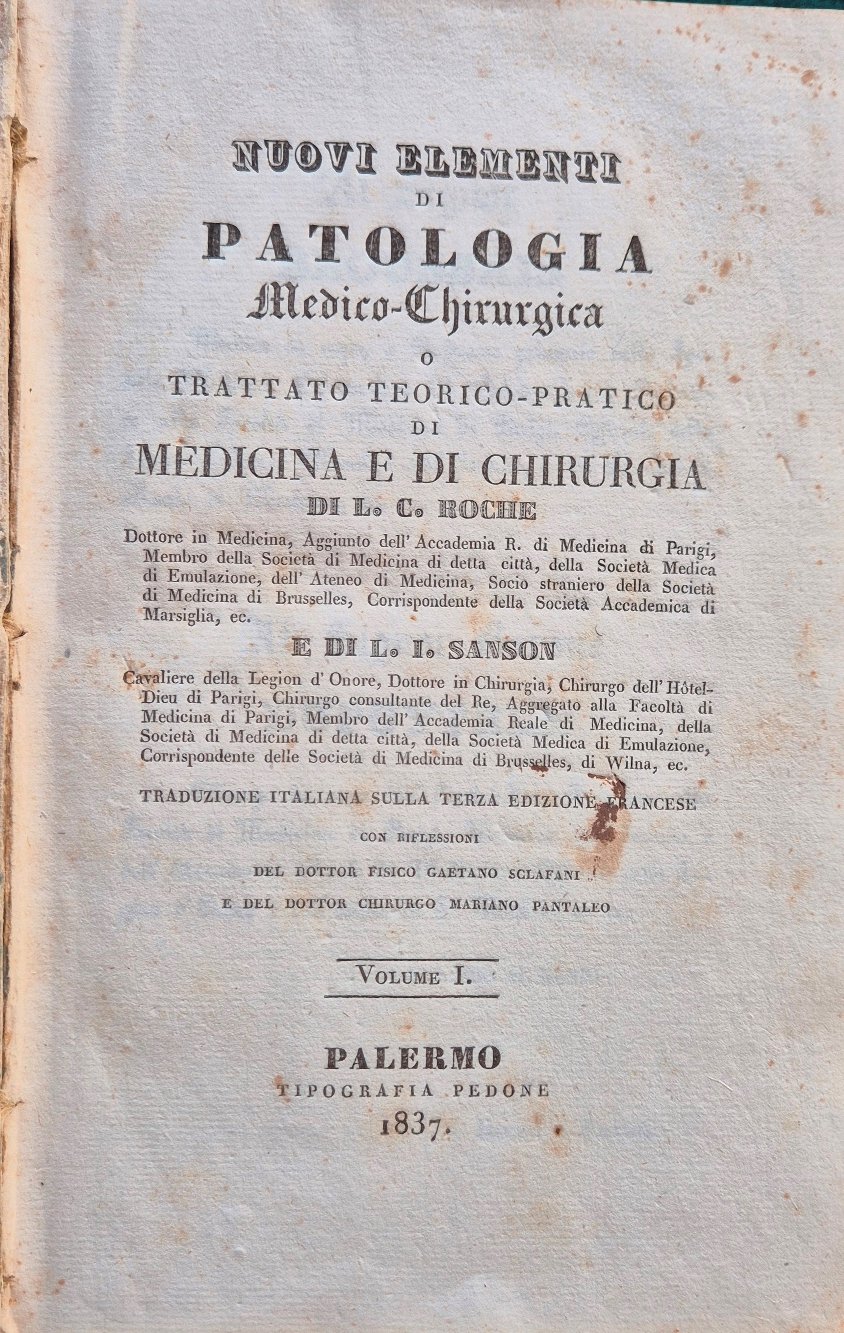 NUOVI ELEMENTI
DI
PATOLOGIA
Medico-Chirurgica
O
TRATTATO TEORICO-PRATICO
DI
MEDICINA E DI CHIRURGIA
DI L. C. ROCHE
Dottore in Medicina, Aggiunto dell' Accademia R. di Medicina di Parigi,
Membro della Società di Medicina di detta città, della Società Medica
di Emulazione, dell' Ateneo di Medicina, Socio straniero della Società
di Medicina di Brusselles, Corrispondente della Società Accademica di
Marsiglia, ec.
E DI L. I. SANSON
Cavaliere della Legion d' Onore, Dottore in Chirurgia, Chirurgo dell' Hôtel-
Dieu di Parigi, Chirurgo consultante del Re, Aggregato alla Facoltà di
Medicina di Parigi, Membro dell' Accademia Reale di Medicina, della
Società di Medicina di detta città, della Società Medica di Emulazione,
Corrispondente delle Società di Medicina di Brusselles, di Wilna, ec.
TRADUZIONE ITALIANA SULLA TERZA EDIZIONE FRANCESE
CON RIFLESSIONI
DEL DOTTOR FISICO GAETANO SCLAFANI
E DEL DOTTOR CHIRURGO MARIANO PANTALEO
VOLUME I.
PALERMO
TIPOGRAFIA PEDONE
1837.